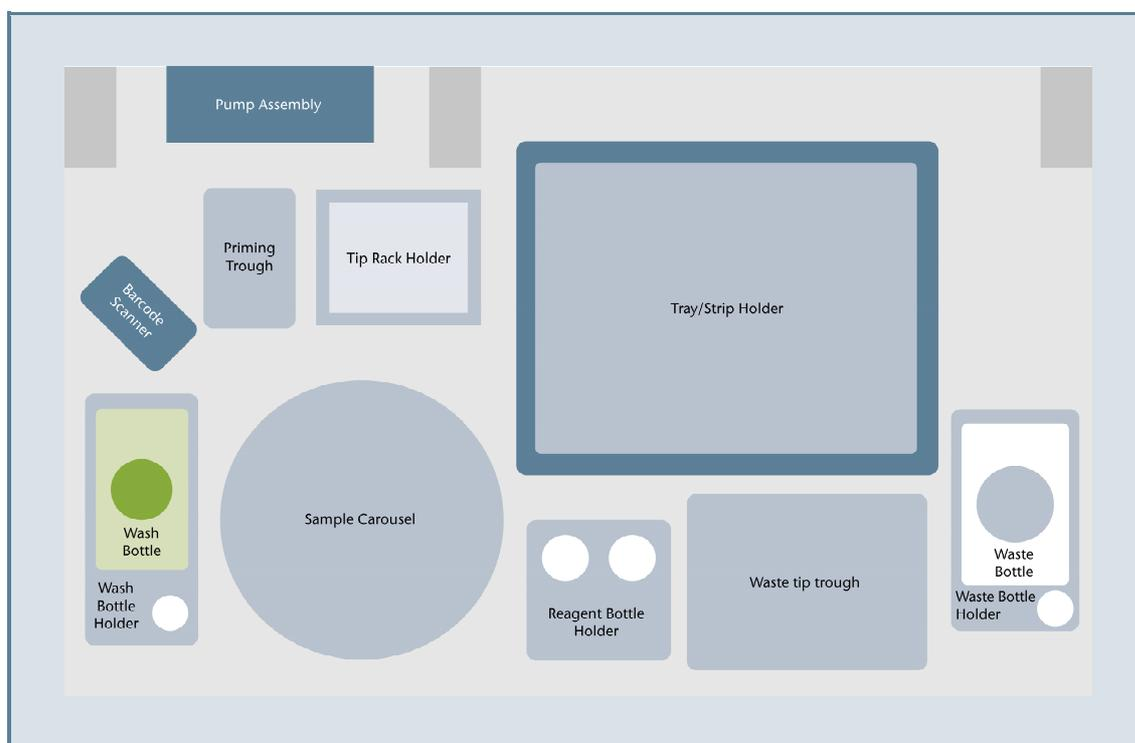 Pump Assembly
Priming
Trough
Tip Rack Holder
Barcode
Scanner
Tray/Strip Holder
Wash
Bottle
Wash
Bottle
Holder
Sample Carousel
Reagent Bottle
Holder
Waste tip trough
Waste
Bottle
Waste Bottle
Holder